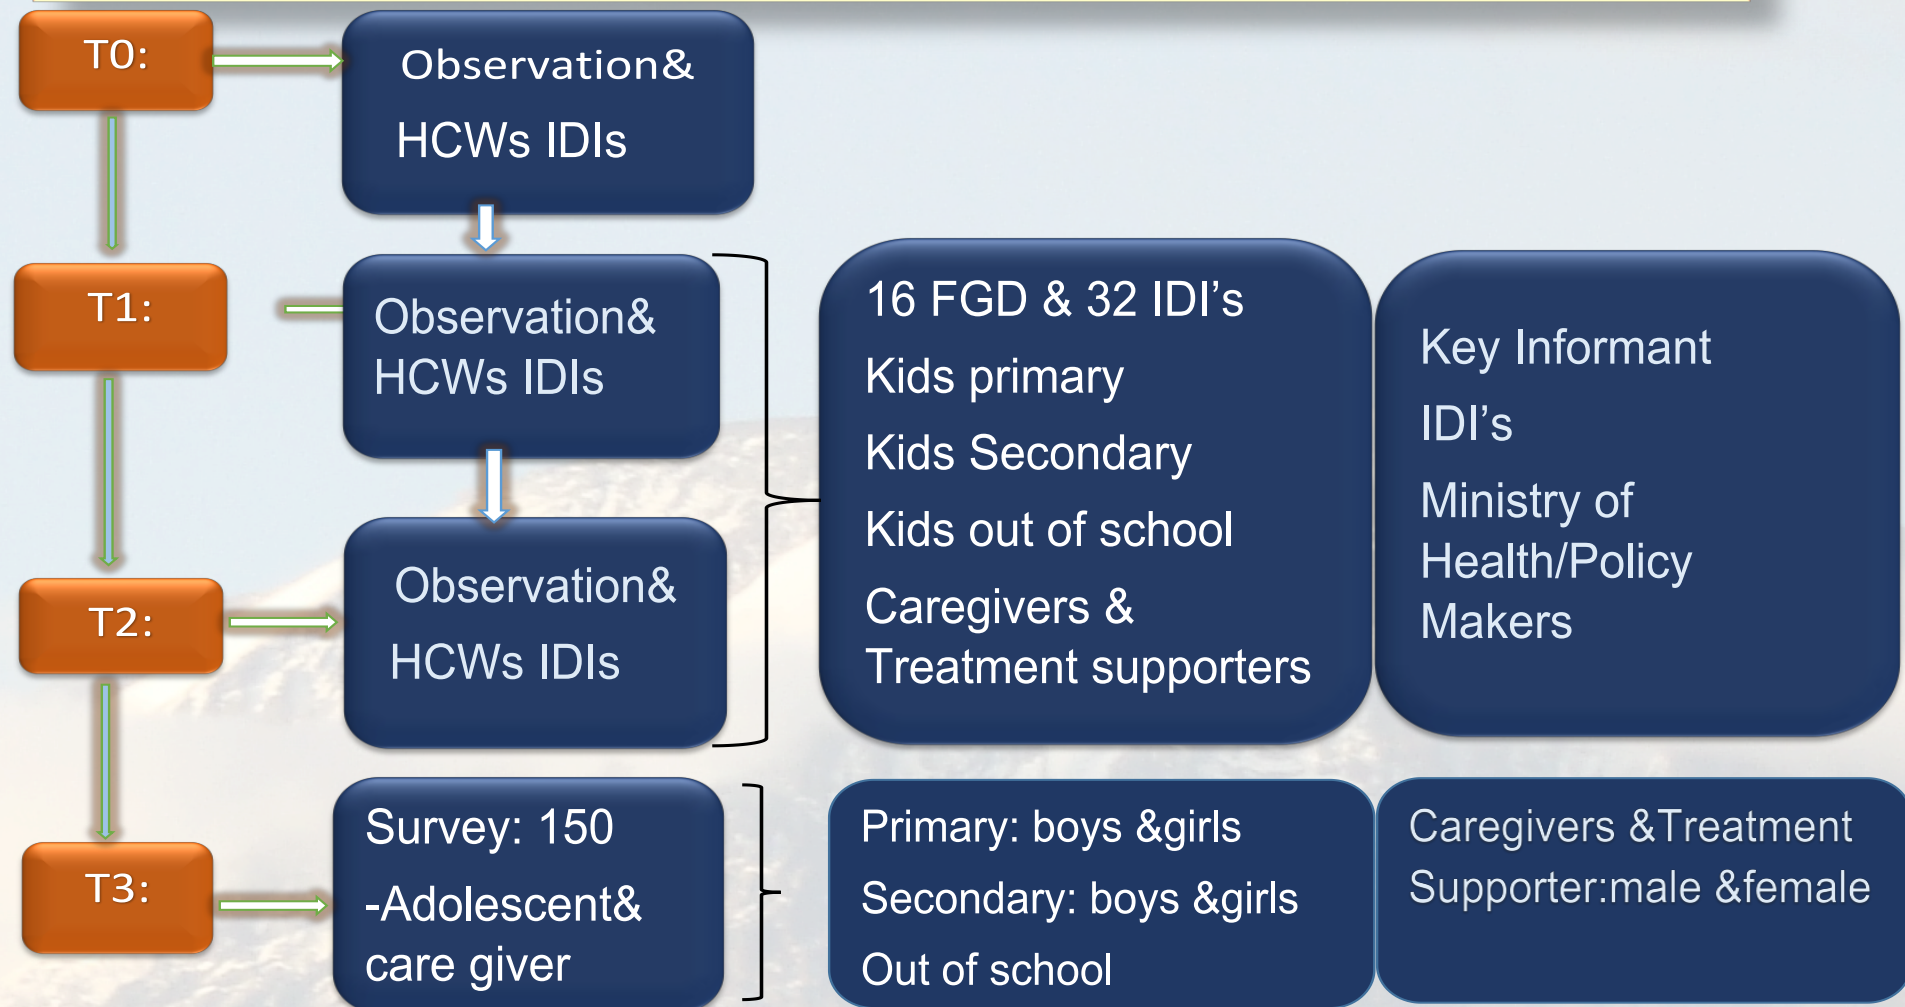 T0:
Observation&
HCWs IDIs
T1:
Observation&
HCWs IDIs
16 FGD & 32 IDI’s
Kids primary
Kids Secondary
Kids out of school
Caregivers &
Treatment supporters
Key Informant
IDI’s
Ministry of
Health/Policy
Makers
T2:
Observation&
HCWs IDIs
T3:
Survey: 150
-Adolescent&
care giver
Primary: boys &girls
Secondary: boys &girls
Out of school
Caregivers &Treatment
Supporter:male &female